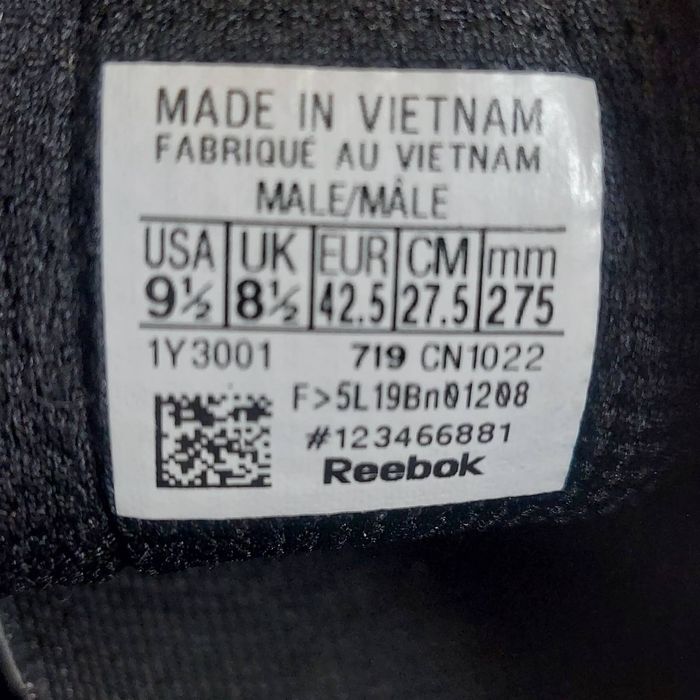 MADE IN VIETNAM
FABRIQUÉ AU VIETNAM
MALE/MÂLE
USA UK EUR CM mm
9½ 8½ 42.5 27.5 275
1Y3001 719 CN1022
F>5L19Bn01208
#123466881
Reebok